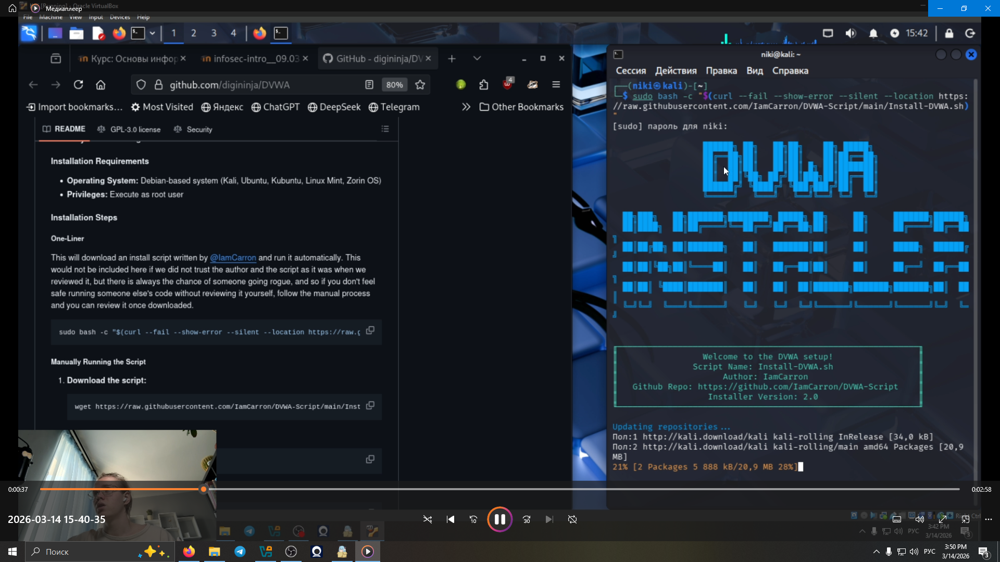 [Running] - Oracle VirtualBox
Медиаплеер
File Machine View Input Devices Help
1 2 3 4
15:42
Курс: Основы инфор
infosec-intro__09.03
GitHub - digininja/DV
github.com/digininja/DVWA
80%
4
Import bookmarks...
Most Visited
Яндекс
ChatGPT
DeepSeek
Telegram
Other Bookmarks
README
GPL-3.0 license
Security
Installation Requirements
• Operating System: Debian-based system (Kali, Ubuntu, Kubuntu, Linux Mint, Zorin OS)
• Privileges: Execute as root user
Installation Steps
One-Liner
This will download an install script written by @IamCarron and run it automatically. This
would not be included here if we did not trust the author and the script as it was when we
reviewed it, but there is always the chance of someone going rogue, and so if you don't feel
safe running someone else's code without reviewing it yourself, follow the manual process
and you can review it once downloaded.
sudo bash -c "$(curl --fail --show-error --silent --location https://raw.g
Manually Running the Script
1. Download the script:
wget https://raw.githubusercontent.com/IamCarron/DVWA-Script/main/Inst
niki@kali: ~
Сессия Действия Правка Вид Справка
(niki㉿kali)-[~]
$ sudo bash -c "$(curl --fail --show-error --silent --location https:
//raw.githubusercontent.com/IamCarron/DVWA-Script/main/Install-DVWA.sh)
"
[sudo] пароль для niki:
DVWA
Welcome to the DVWA setup!
Script Name: Install-DVWA.sh
Author: IamCarron
Github Repo: https://github.com/IamCarron/DVWA-Script
Installer Version: 2.0
Updating repositories...
Пол:1 http://kali.download/kali kali-rolling InRelease [34,0 kB]
Пол:2 http://kali.download/kali kali-rolling/main amd64 Packages [20,9
MB]
21% [2 Packages 5 888 kB/20,9 MB 28%]
0:00:37
0:02:58
2026-03-14 15-40-35
10
30
Right Ctrl
РУС
3:42 PM
3/14/2026
3
Поиск
РУС
3:50 PM
3/14/2026
3